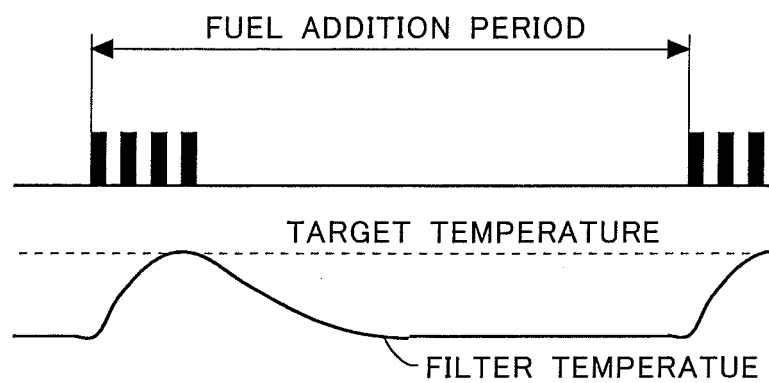 FUEL ADDITION PERIOD
TARGET TEMPERATURE
FILTER TEMPERATUE